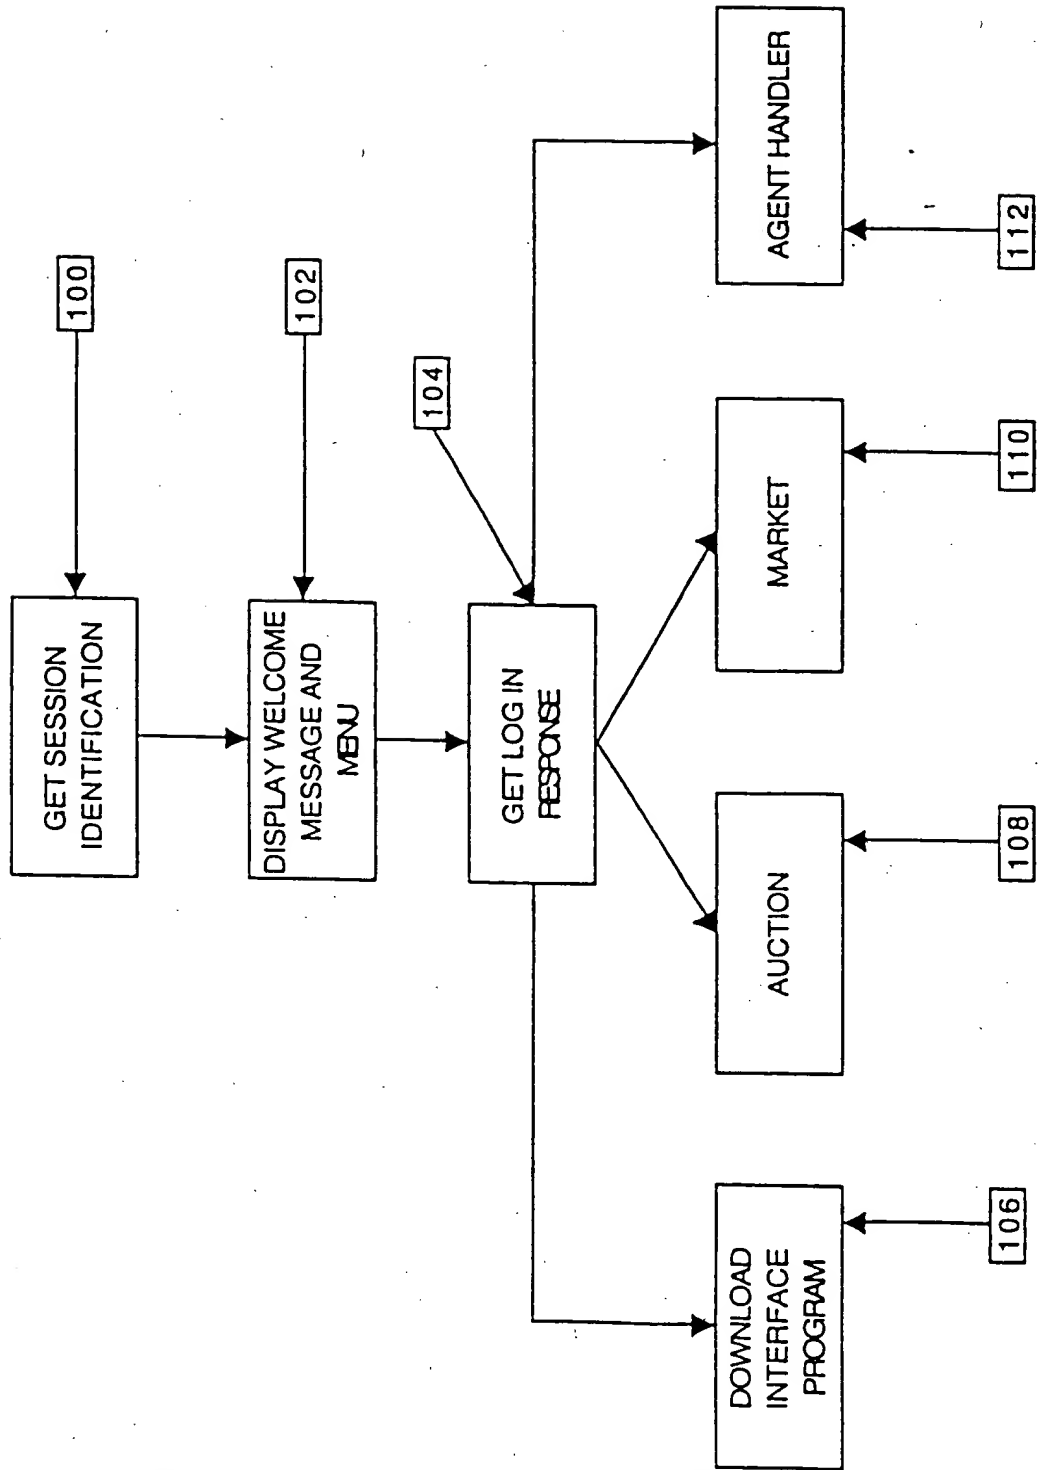 GET SESSION
IDENTIFICATION
100
DISPLAY WELCOME
MESSAGE AND
MENU
102
104
GET LOG IN
RESPONSE
DOWNLOAD
INTERFACE
PROGRAM
AUCTION
MARKET
AGENT HANDLER
106
108
110
112